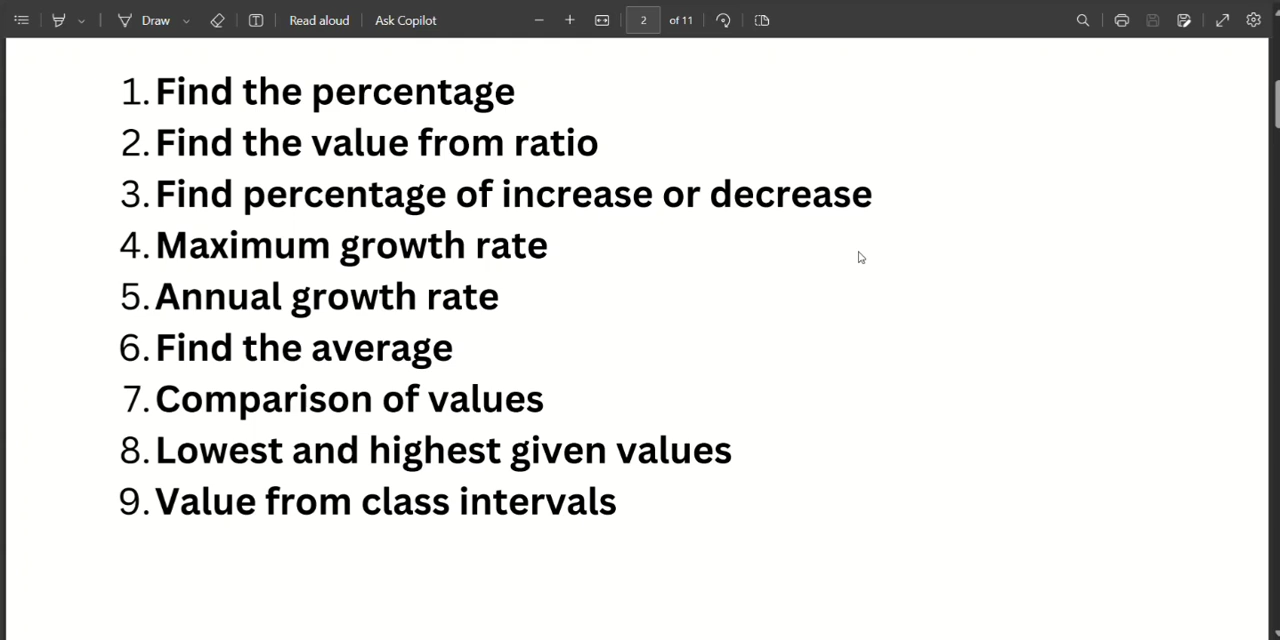 Draw Read aloud Ask Copilot 2 of 11
1. Find the percentage
2. Find the value from ratio
3. Find percentage of increase or decrease
4. Maximum growth rate
5. Annual growth rate
6. Find the average
7. Comparison of values
8. Lowest and highest given values
9. Value from class intervals